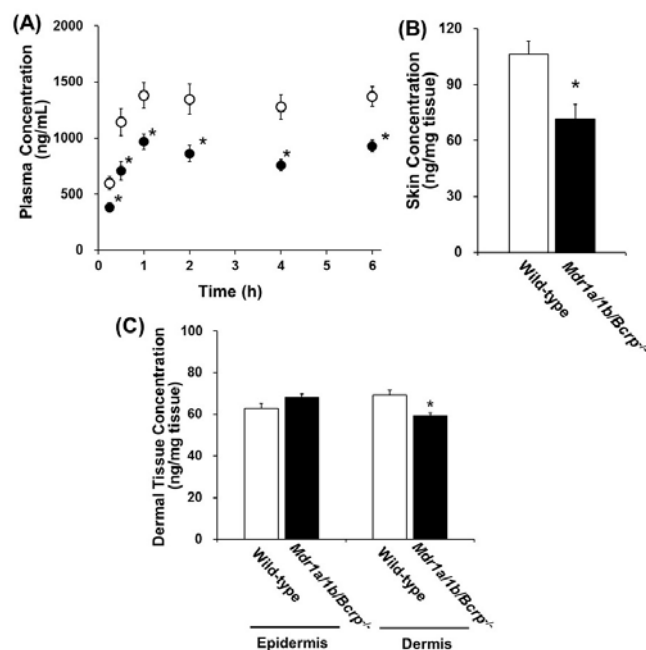 (A)
Plasma Concentration
(ng/mL)
2000
1500
1000
500
0
* * * * * *
0 1 2 3 4 5 6
Time (h)
(B)
Skin Concentration
(ng/mg tissue)
120
90
60
30
0
*
Wild-type
Mdr1a/1b/Bcrp-/-
(C)
Dermal Tissue Concentration
(ng/mg tissue)
100
80
60
40
20
0
*
Wild-type
Mdr1a/1b/Bcrp-/-
Wild-type
Mdr1a/1b/Bcrp-/-
Epidermis
Dermis